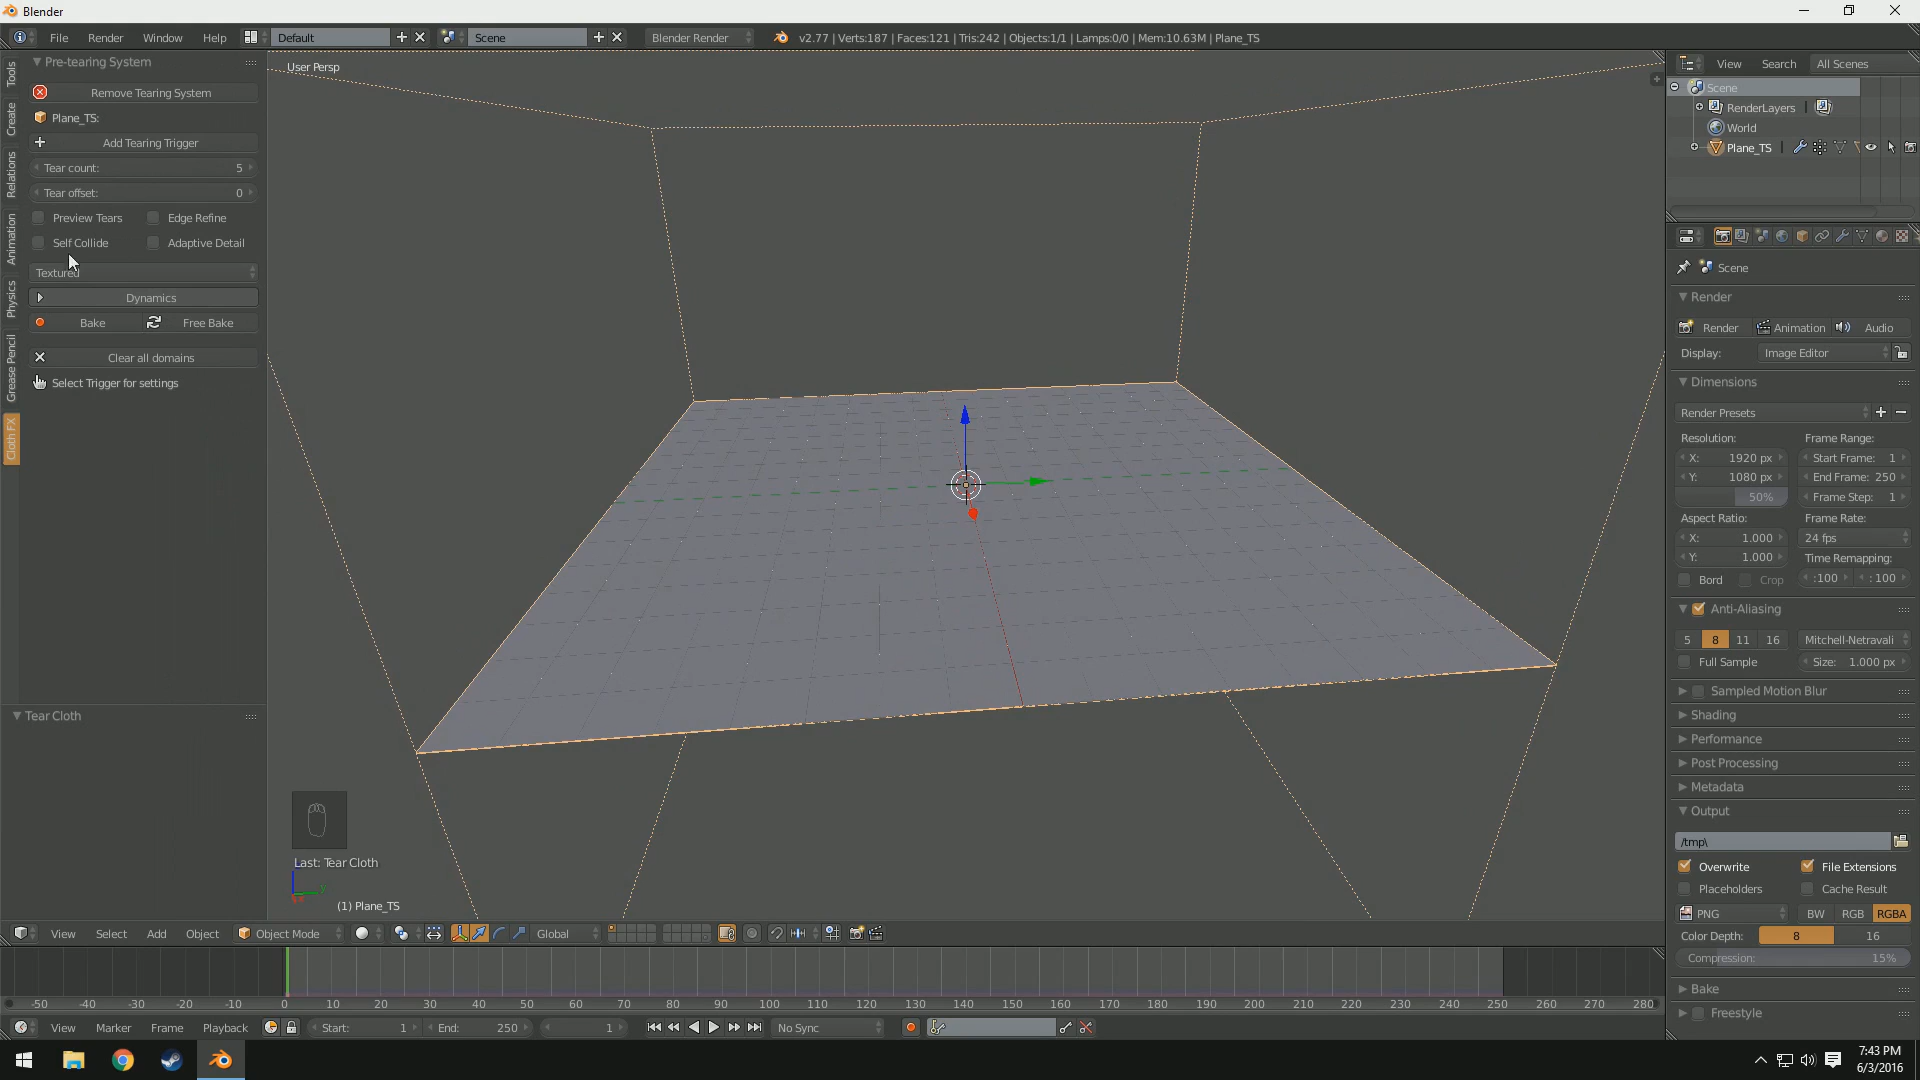 Blender
File Render Window Help Default Scene Blender Render v2.77 | Verts:187 | Faces:121 | Tris:242 | Objects:1/1 | Lamps:0/0 | Mem:10.63M | Plane_TS
Tools
Create
Relations
Animation
Physics
Grease Pencil
Cloth FX
Pre-tearing System
Remove Tearing System
Plane_TS:
Add Tearing Trigger
Tear count: 5
Tear offset: 0
Preview Tears Edge Refine
Self Collide Adaptive Detail
Textured
Dynamics
Bake Free Bake
Clear all domains
Select Trigger for settings
Tear Cloth
User Persp
Last: Tear Cloth
(1) Plane_TS
View Search All Scenes
Scene
RenderLayers
World
Plane_TS
Scene
Render
Render Animation Audio
Display: Image Editor
Dimensions
Render Presets
Resolution: Frame Range:
X: 1920 px Start Frame: 1
Y: 1080 px End Frame: 250
50% Frame Step: 1
Aspect Ratio: Frame Rate:
X: 1.000 24 fps
Y: 1.000 Time Remapping:
Bord Crop :100 :100
Anti-Aliasing
5 8 11 16 Mitchell-Netravali
Full Sample Size: 1.000 px
Sampled Motion Blur
Shading
Performance
Post Processing
Metadata
Output
/tmp\
Overwrite File Extensions
Placeholders Cache Result
PNG BW RGB RGBA
Color Depth: 8 16
Compression: 15%
Bake
Freestyle
View Select Add Object Object Mode Global
-50 -40 -30 -20 -10 0 10 20 30 40 50 60 70 80 90 100 110 120 130 140 150 160 170 180 190 200 210 220 230 240 250 260 270 280
View Marker Frame Playback Start: 1 End: 250 1 No Sync
7:43 PM
6/3/2016